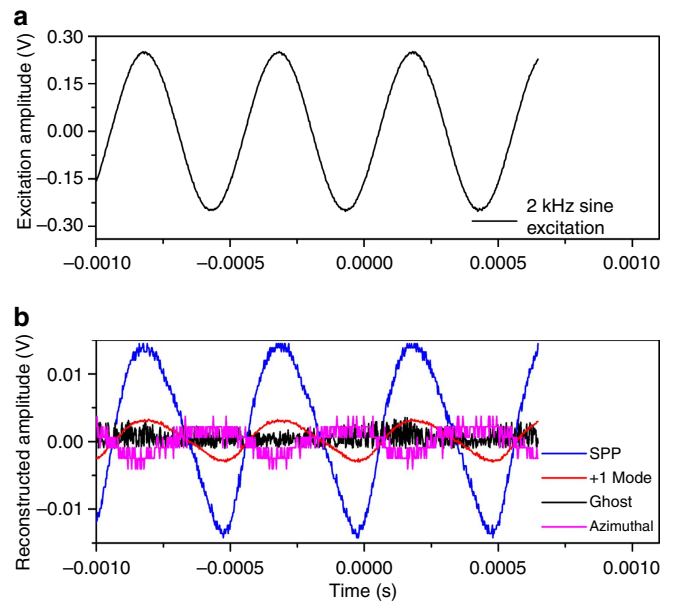 a
Excitation amplitude (V)
0.30
0.15
0.00
−0.15
−0.30
2 kHz sine
excitation
−0.0010
−0.0005
0.0000
0.0005
0.0010
b
Reconstructed amplitude (V)
0.01
0.00
−0.01
SPP
+1 Mode
Ghost
Azimuthal
−0.0010
−0.0005
0.0000
0.0005
0.0010
Time (s)